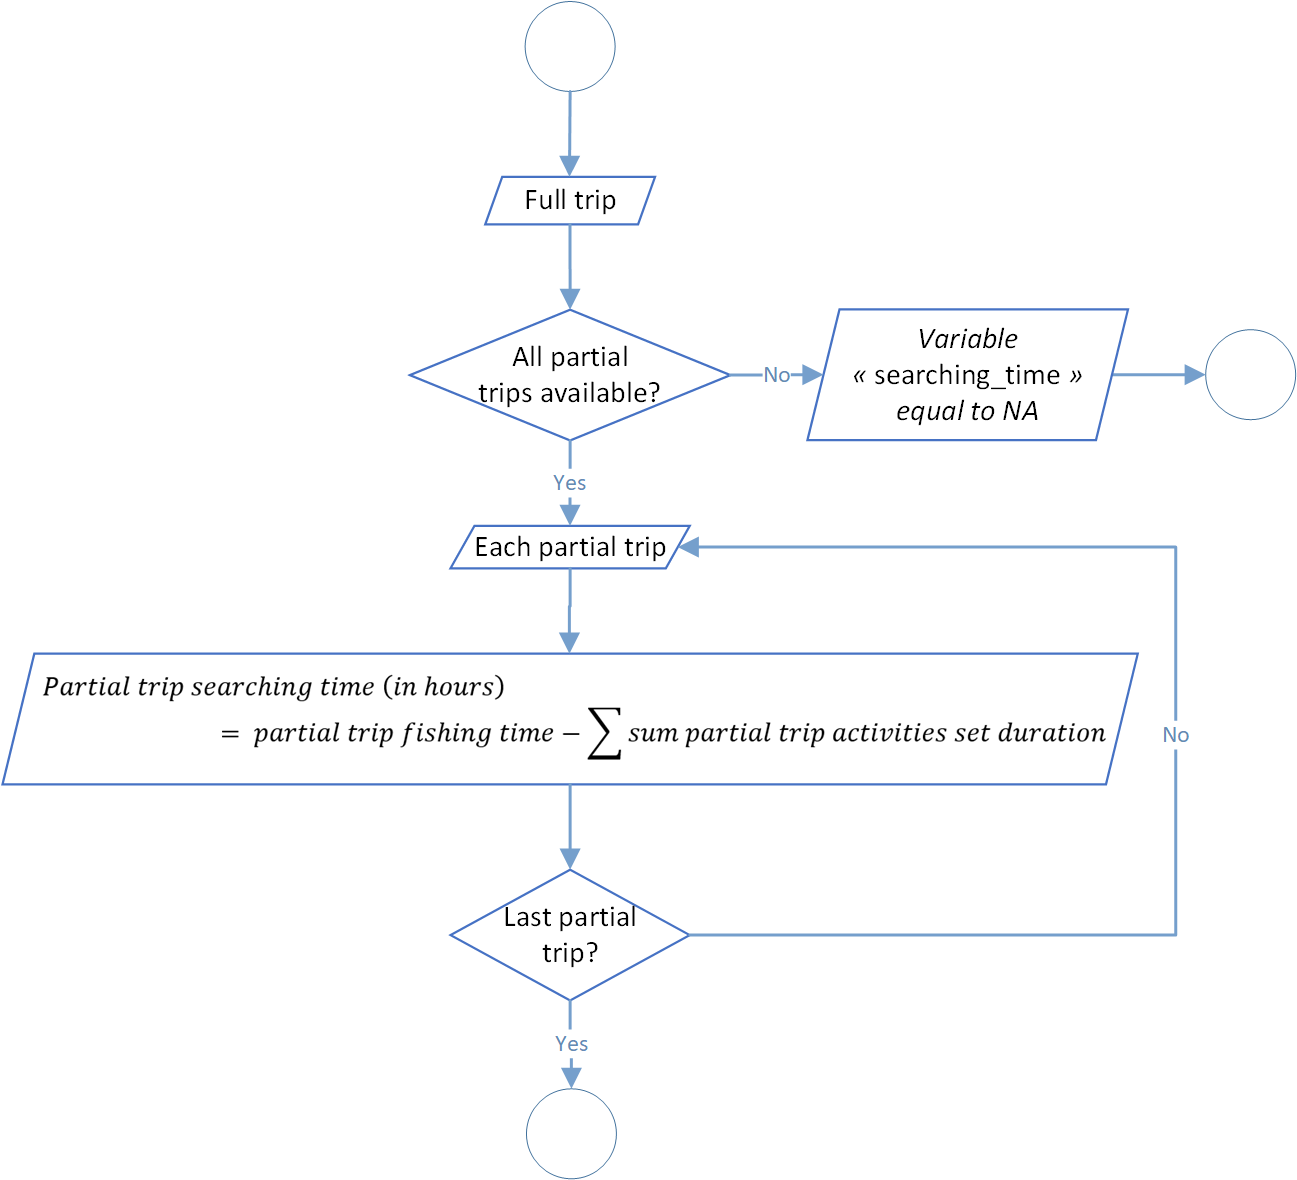 Full trip
All partial
trips available?
No
Variable
« searching_time »
equal to NA
Yes
Each partial trip
Partial trip searching time (in hours)
= partial trip fishing time − ∑ sum partial trip activities set duration
No
Last partial
trip?
Yes